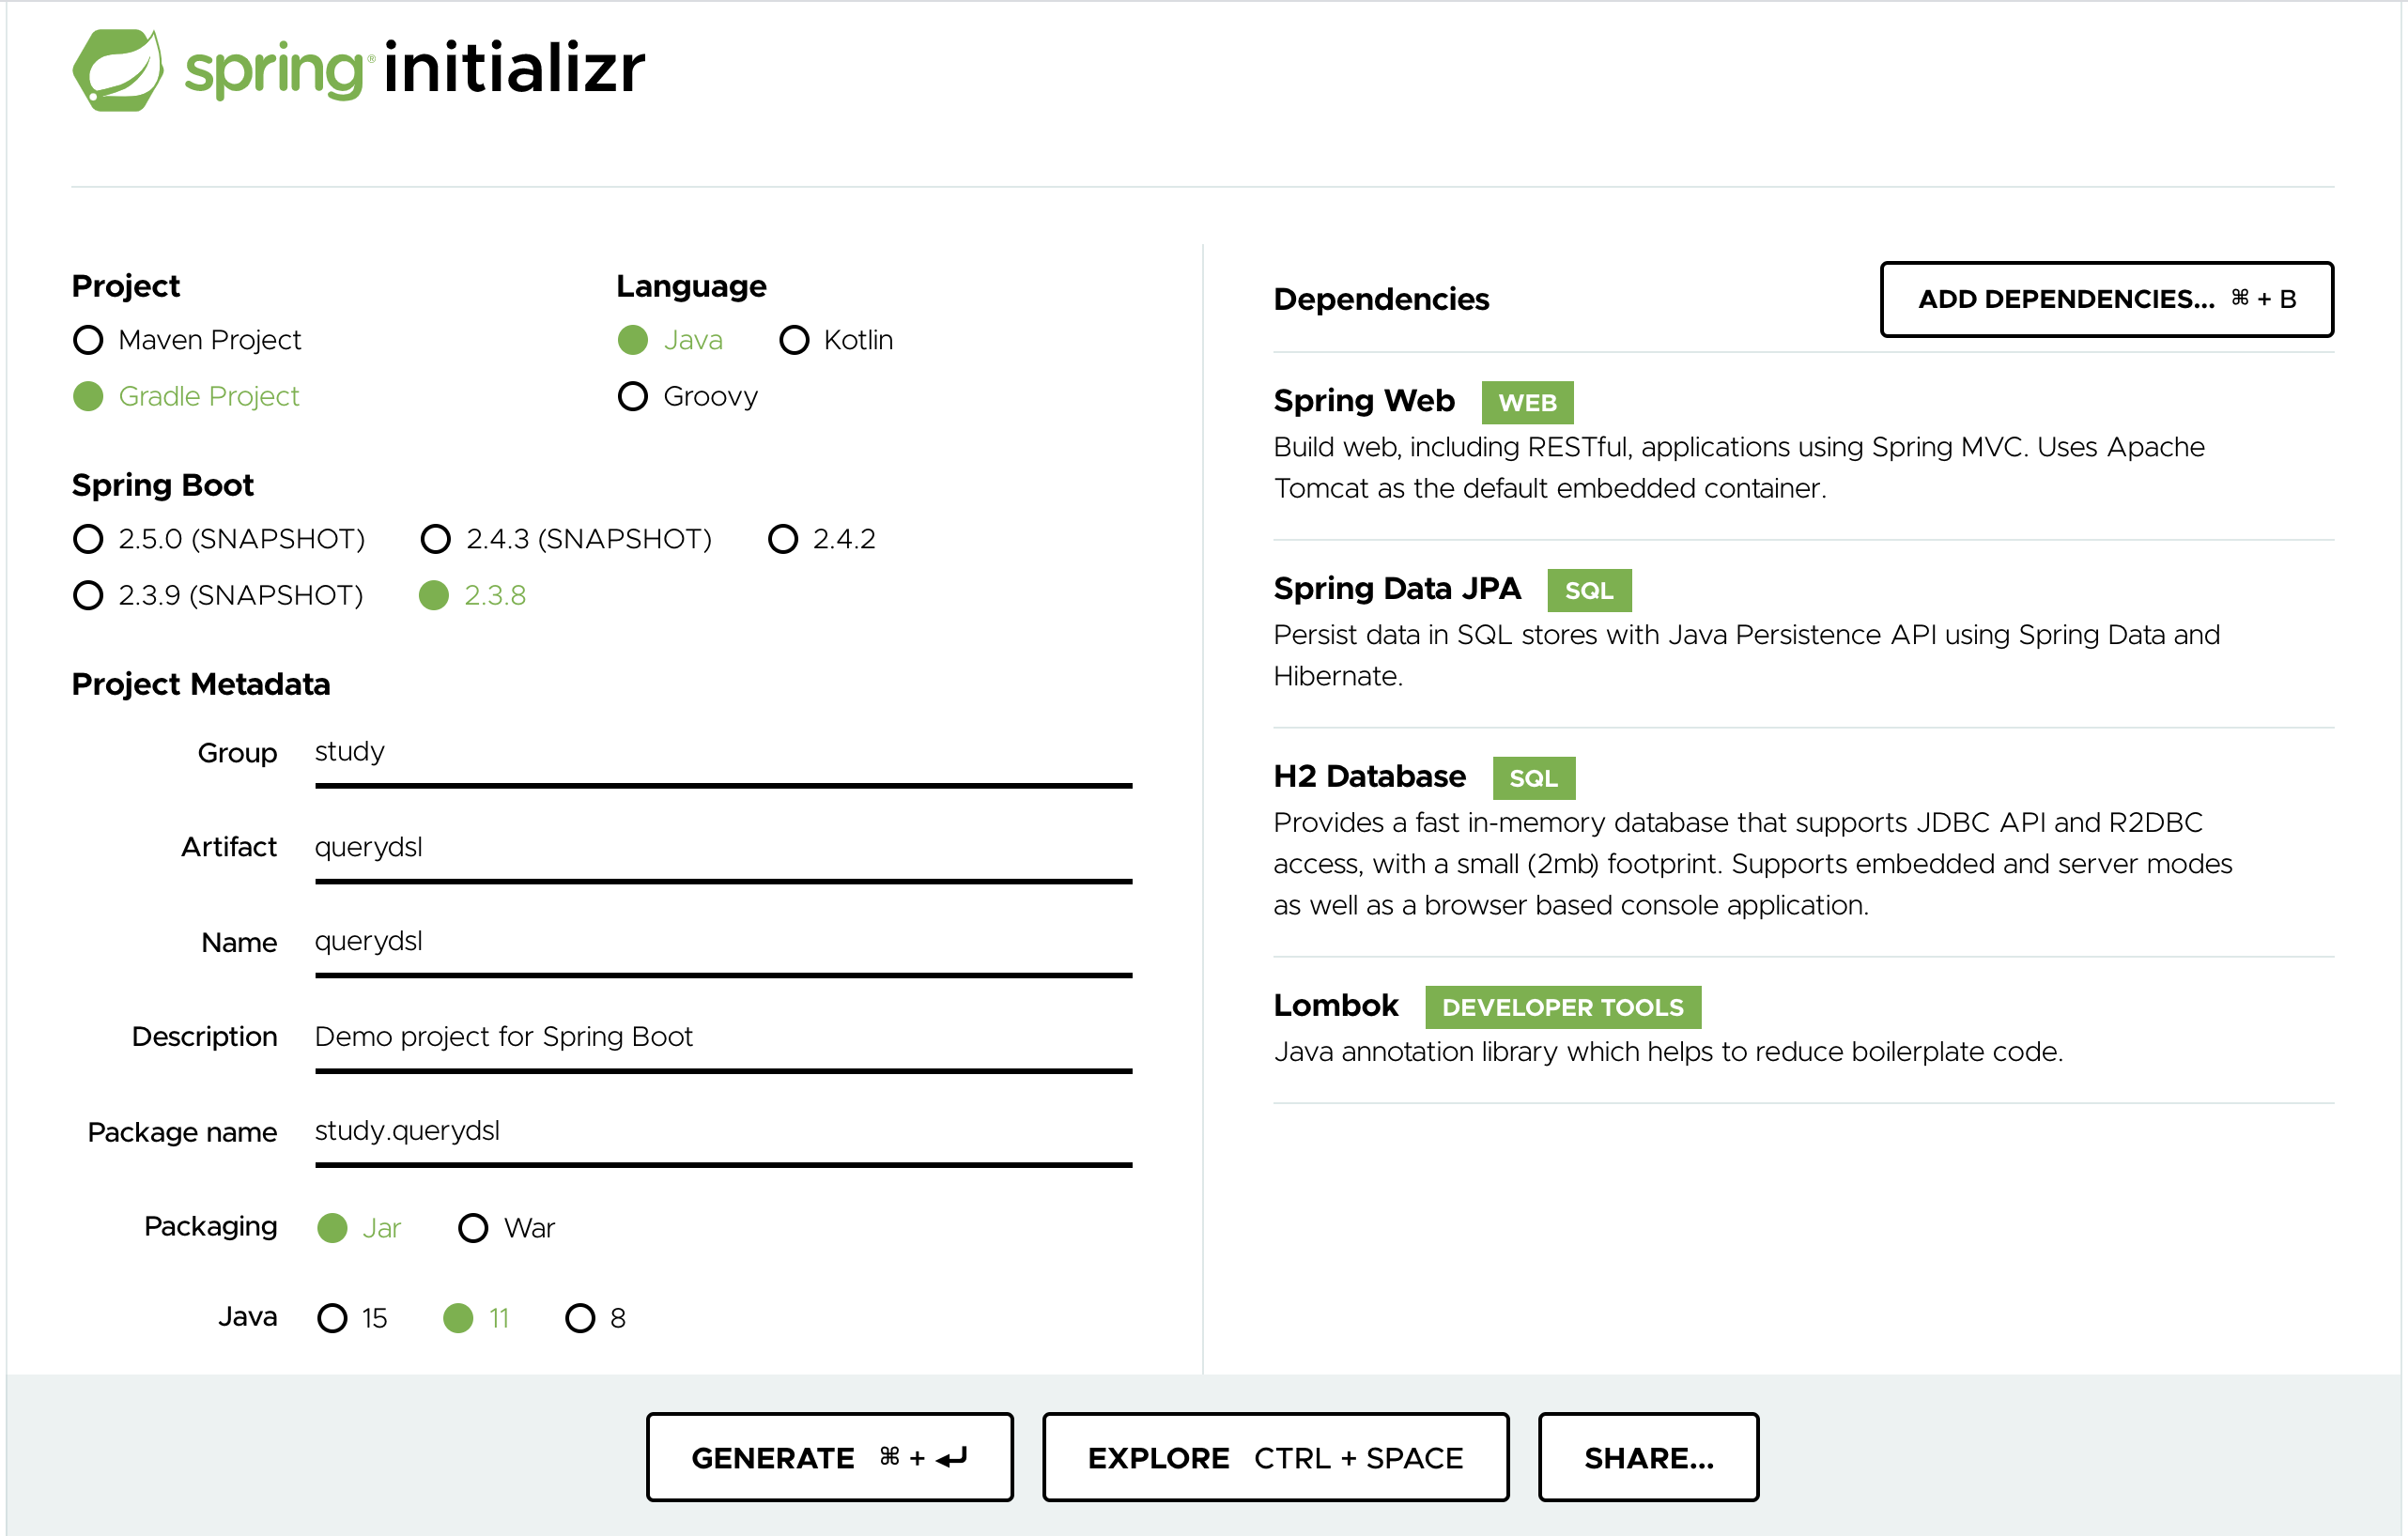 spring® initializr
Project
Maven Project
Gradle Project
Language
Java Kotlin
Groovy
Spring Boot
2.5.0 (SNAPSHOT) 2.4.3 (SNAPSHOT) 2.4.2
2.3.9 (SNAPSHOT) 2.3.8
Project Metadata
Group study
Artifact querydsl
Name querydsl
Description Demo project for Spring Boot
Package name study.querydsl
Packaging Jar War
Java 15 11 8
Dependencies
ADD DEPENDENCIES... ⌘ + B
Spring Web WEB
Build web, including RESTful, applications using Spring MVC. Uses Apache
Tomcat as the default embedded container.
Spring Data JPA SQL
Persist data in SQL stores with Java Persistence API using Spring Data and
Hibernate.
H2 Database SQL
Provides a fast in-memory database that supports JDBC API and R2DBC
access, with a small (2mb) footprint. Supports embedded and server modes
as well as a browser based console application.
Lombok DEVELOPER TOOLS
Java annotation library which helps to reduce boilerplate code.
GENERATE ⌘ + ↵
EXPLORE CTRL + SPACE
SHARE...